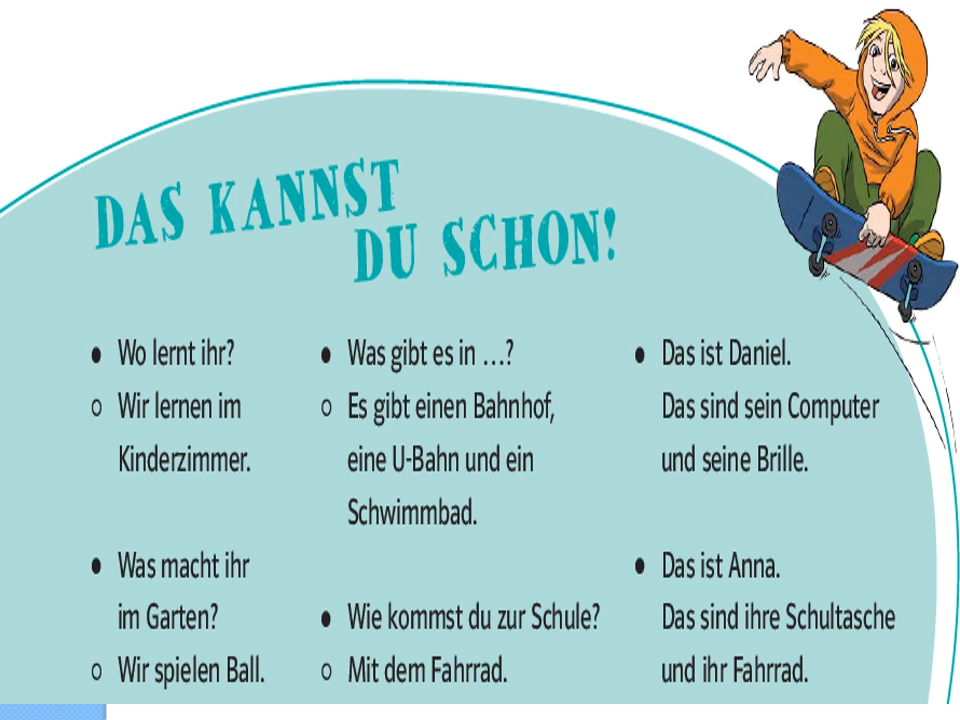 DAS KANNST
DU SCHON!
• Wo lernt ihr?
○ Wir lernen im
Kinderzimmer.
• Was macht ihr
im Garten?
○ Wir spielen Ball.
• Was gibt es in …?
○ Es gibt einen Bahnhof,
eine U-Bahn und ein
Schwimmbad.
• Wie kommst du zur Schule?
○ Mit dem Fahrrad.
• Das ist Daniel.
Das sind sein Computer
und seine Brille.
• Das ist Anna.
Das sind ihre Schultasche
und ihr Fahrrad.